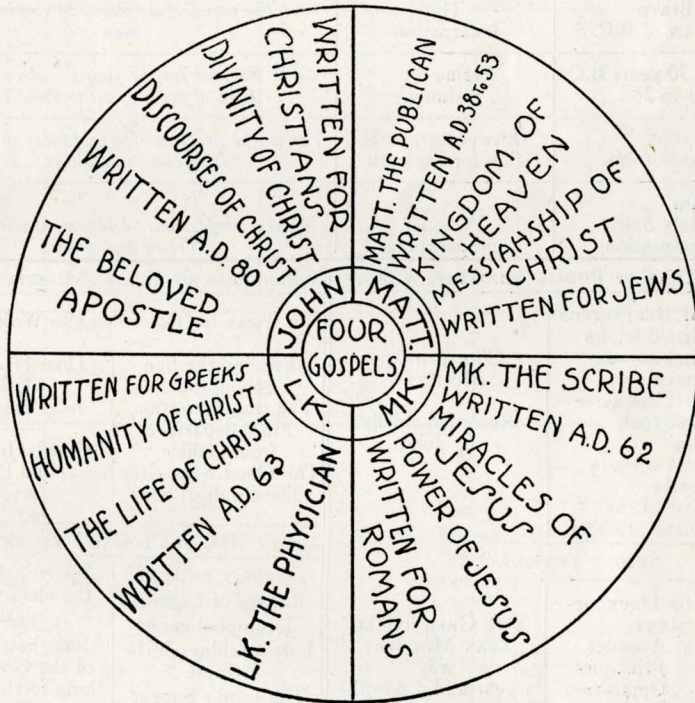 FOUR
GOSPELS
MATT.
MATT THE PUBLICAN
WRITTEN A.D. 38 TO 53
KINGDOM OF
HEAVEN
MESSIAHSHIP OF
CHRIST
WRITTEN FOR JEWS
MK.
MK. THE SCRIBE
WRITTEN A.D. 62
MIRACLES OF
JESUS
POWER OF JESUS
WRITTEN FOR
ROMANS
LK.
WRITTEN FOR GREEKS
HUMANITY OF CHRIST
THE LIFE OF CHRIST
WRITTEN A.D. 63
LK. THE PHYSICIAN
JOHN
THE BELOVED
APOSTLE
WRITTEN A.D. 80
DISCOURSES OF CHRIST
DIVINITY OF CHRIST
WRITTEN FOR
CHRISTIANS